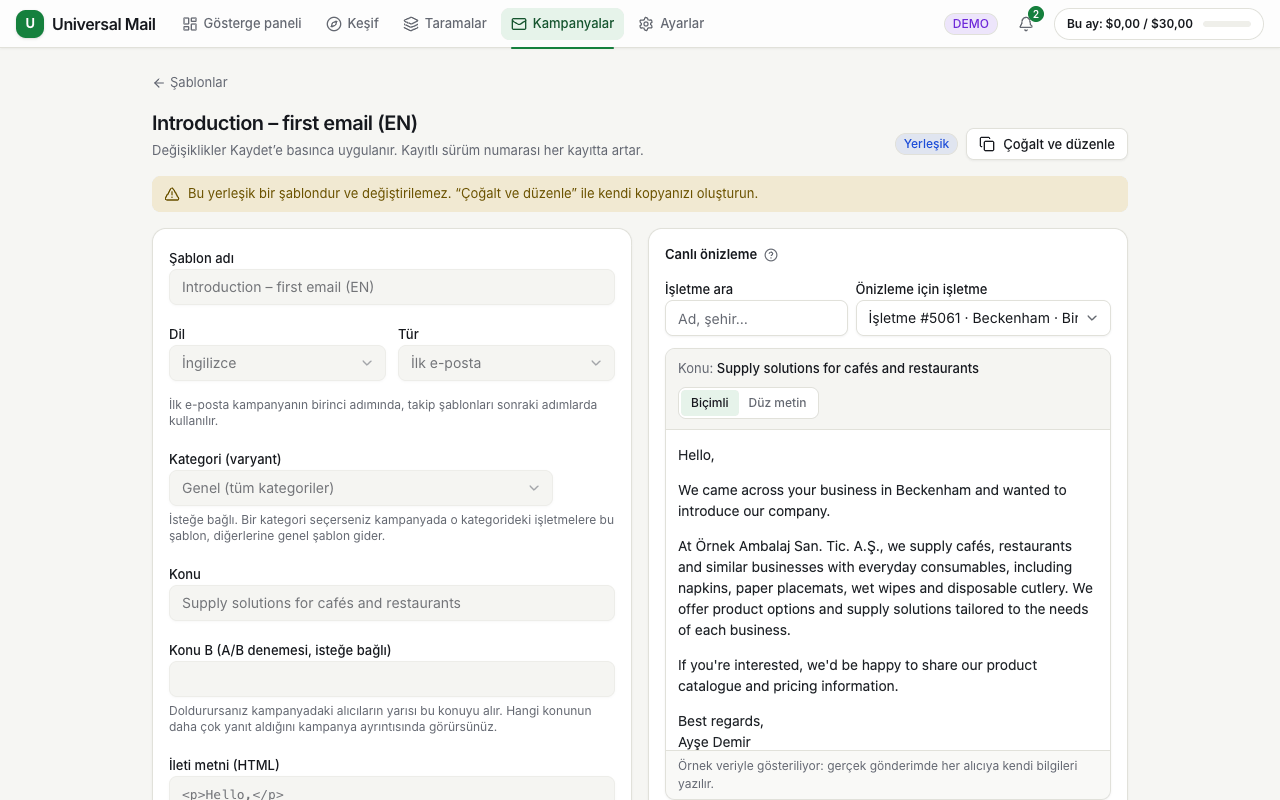 U Universal Mail Gösterge paneli Keşif Taramalar Kampanyalar Ayarlar DEMO 2 Bu ay: $0,00 / $30,00
← Şablonlar
Introduction – first email (EN)
Değişiklikler Kaydet’e basınca uygulanır. Kayıtlı sürüm numarası her kayıtta artar.
Yerleşik Çoğalt ve düzenle
Bu yerleşik bir şablondur ve değiştirilemez. “Çoğalt ve düzenle” ile kendi kopyanızı oluşturun.
Şablon adı
Introduction – first email (EN)
Dil Tür
İngilizce İlk e-posta
İlk e-posta kampanyanın birinci adımında, takip şablonları sonraki adımlarda
kullanılır.
Kategori (varyant)
Genel (tüm kategoriler)
İsteğe bağlı. Bir kategori seçerseniz kampanyada o kategorideki işletmelere bu
şablon, diğerlerine genel şablon gider.
Konu
Supply solutions for cafés and restaurants
Konu B (A/B denemesi, isteğe bağlı)
Doldurursanız kampanyadaki alıcıların yarısı bu konuyu alır. Hangi konunun
daha çok yanıt aldığını kampanya ayrıntısında görürsünüz.
İleti metni (HTML)
<p>Hello,</p>
Canlı önizleme ?
İşletme ara Önizleme için işletme
Ad, şehir... İşletme #5061 · Beckenham · Bir
Konu: Supply solutions for cafés and restaurants
Biçimli Düz metin
Hello,
We came across your business in Beckenham and wanted to
introduce our company.
At Örnek Ambalaj San. Tic. A.Ş., we supply cafés, restaurants
and similar businesses with everyday consumables, including
napkins, paper placemats, wet wipes and disposable cutlery. We
offer product options and supply solutions tailored to the needs
of each business.
If you're interested, we'd be happy to share our product
catalogue and pricing information.
Best regards,
Ayşe Demir
Örnek veriyle gösteriliyor: gerçek gönderimde her alıcıya kendi bilgileri
yazılır.